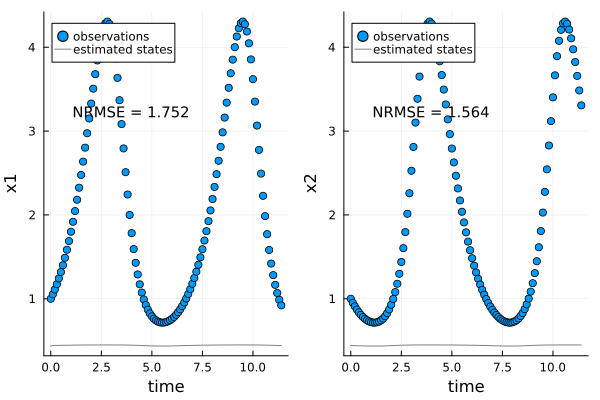 observations
estimated states
NRMSE = 1.752
x1
4
3
2
1
0.0 2.5 5.0 7.5 10.0
time
observations
estimated states
NRMSE = 1.564
x2
4
3
2
1
0.0 2.5 5.0 7.5 10.0
time